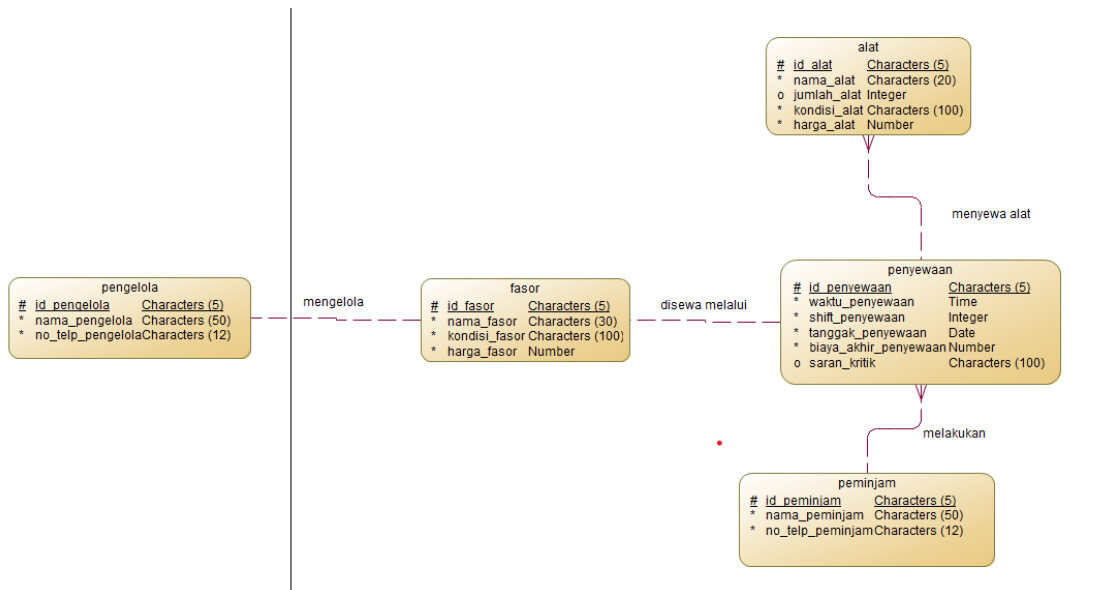 alat
# id_alat Characters (5)
* nama_alat Characters (20)
o jumlah_alat Integer
* kondisi_alat Characters (100)
* harga_alat Number
menyewa alat
pengelola
# id_pengelola Characters (5)
* nama_pengelola Characters (50)
* no_telp_pengelola Characters (12)
mengelola
fasor
# id_fasor Characters (5)
* nama_fasor Characters (30)
* kondisi_fasor Characters (100)
* harga_fasor Number
disewa melalui
penyewaan
# id_penyewaan Characters (5)
* waktu_penyewaan Time
* shift_penyewaan Integer
* tanggak_penyewaan Date
* biaya_akhir_penyewaan Number
o saran_kritik Characters (100)
melakukan
peminjam
# id_peminjam Characters (5)
* nama_peminjam Characters (50)
* no_telp_peminjam Characters (12)